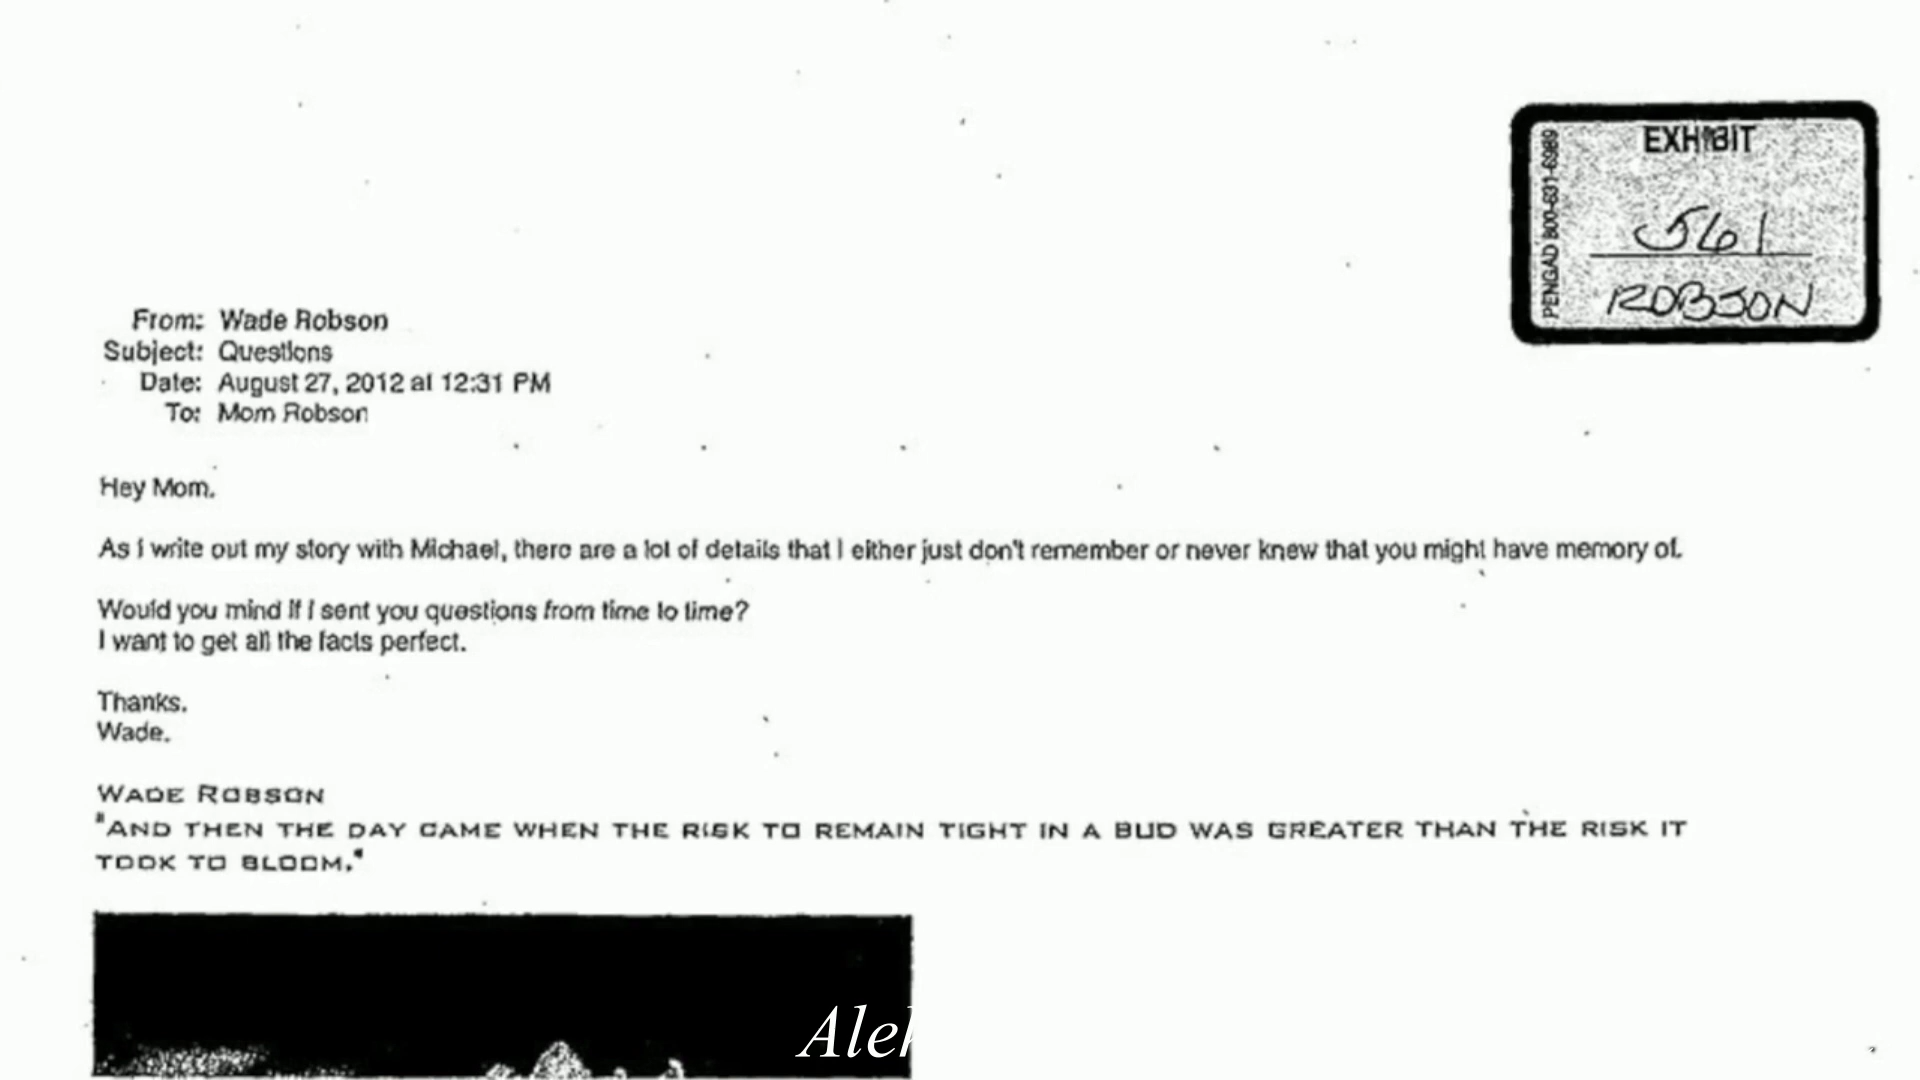 EXHIBIT
561
ROBSON
PENGAD 800-631-6989
From: Wade Robson
Subject: Questions
Date: August 27, 2012 at 12:31 PM
To: Mom Robson
Hey Mom.
As I write out my story with Michael, there are a lot of details that I either just don't remember or never knew that you might have memory of.
Would you mind if I sent you questions from time to time?
I want to get all the facts perfect.
Thanks.
Wade.
WADE ROBSON
"AND THEN THE DAY CAME WHEN THE RISK TO REMAIN TIGHT IN A BUD WAS GREATER THAN THE RISK IT
TOOK TO BLOOM."